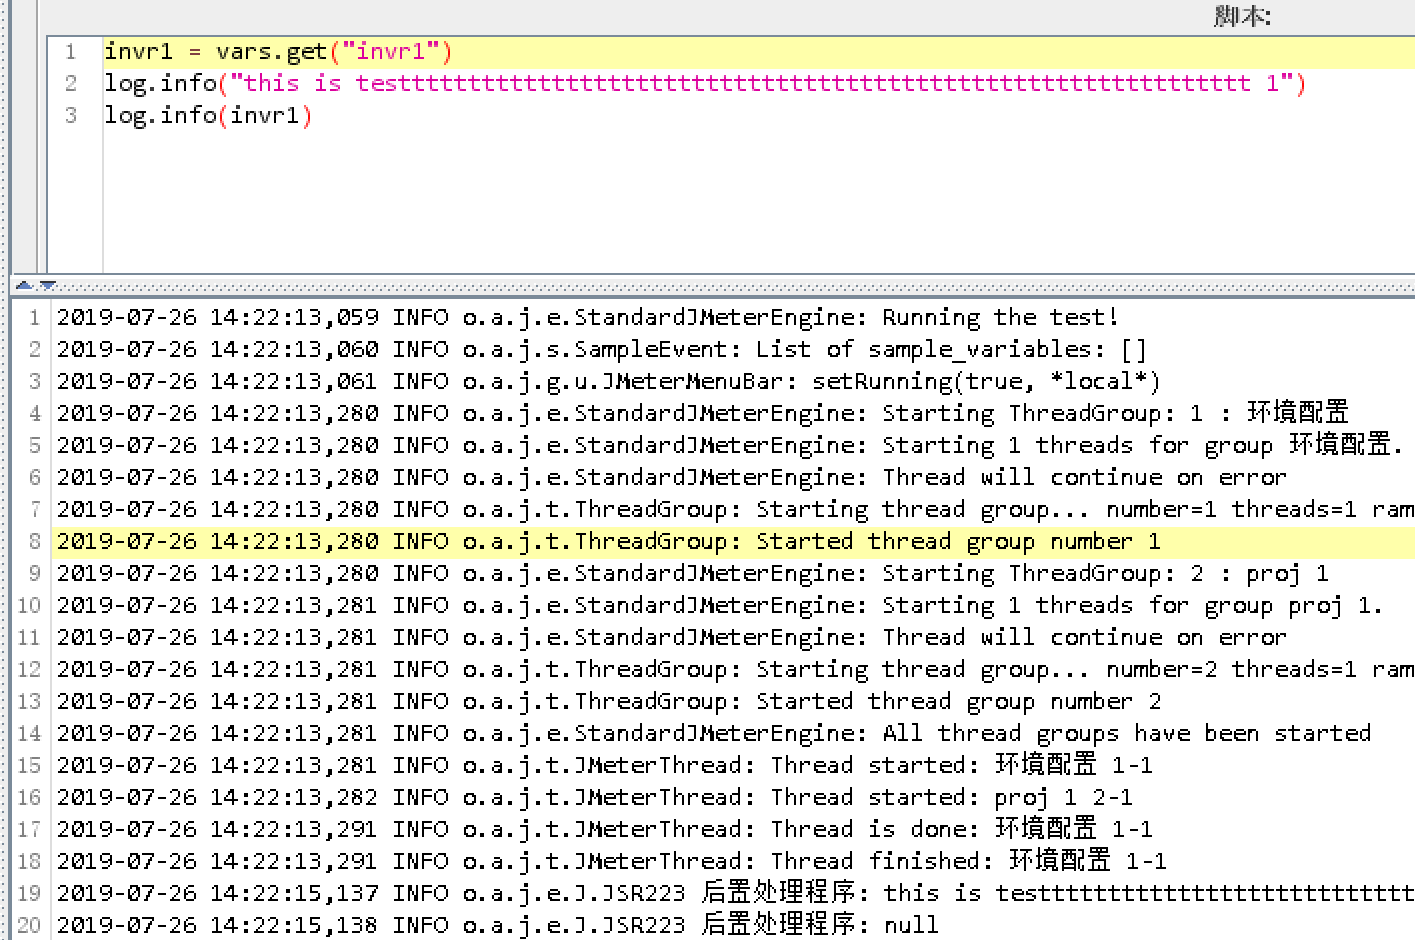 脚本:
1 invr1 = vars.get("invr1")
2 log.info("this is testttttttttttttttttttttttttttttttttttttttttttttttttttttttttttt 1")
3 log.info(invr1)
1 2019-07-26 14:22:13,059 INFO o.a.j.e.StandardJMeterEngine: Running the test!
2 2019-07-26 14:22:13,060 INFO o.a.j.s.SampleEvent: List of sample_variables: []
3 2019-07-26 14:22:13,061 INFO o.a.j.g.u.JMeterMenuBar: setRunning(true, *local*)
4 2019-07-26 14:22:13,280 INFO o.a.j.e.StandardJMeterEngine: Starting ThreadGroup: 1 : 环境配置
5 2019-07-26 14:22:13,280 INFO o.a.j.e.StandardJMeterEngine: Starting 1 threads for group 环境配置.
6 2019-07-26 14:22:13,280 INFO o.a.j.e.StandardJMeterEngine: Thread will continue on error
7 2019-07-26 14:22:13,280 INFO o.a.j.t.ThreadGroup: Starting thread group... number=1 threads=1 ram
8 2019-07-26 14:22:13,280 INFO o.a.j.t.ThreadGroup: Started thread group number 1
9 2019-07-26 14:22:13,280 INFO o.a.j.e.StandardJMeterEngine: Starting ThreadGroup: 2 : proj 1
10 2019-07-26 14:22:13,281 INFO o.a.j.e.StandardJMeterEngine: Starting 1 threads for group proj 1.
11 2019-07-26 14:22:13,281 INFO o.a.j.e.StandardJMeterEngine: Thread will continue on error
12 2019-07-26 14:22:13,281 INFO o.a.j.t.ThreadGroup: Starting thread group... number=2 threads=1 ram
13 2019-07-26 14:22:13,281 INFO o.a.j.t.ThreadGroup: Started thread group number 2
14 2019-07-26 14:22:13,281 INFO o.a.j.e.StandardJMeterEngine: All thread groups have been started
15 2019-07-26 14:22:13,281 INFO o.a.j.t.JMeterThread: Thread started: 环境配置 1-1
16 2019-07-26 14:22:13,282 INFO o.a.j.t.JMeterThread: Thread started: proj 1 2-1
17 2019-07-26 14:22:13,291 INFO o.a.j.t.JMeterThread: Thread is done: 环境配置 1-1
18 2019-07-26 14:22:13,291 INFO o.a.j.t.JMeterThread: Thread finished: 环境配置 1-1
19 2019-07-26 14:22:15,137 INFO o.a.j.e.J.JSR223 后置处理程序: this is testttttttttttttttttttttttttt
20 2019-07-26 14:22:15,138 INFO o.a.j.e.J.JSR223 后置处理程序: null